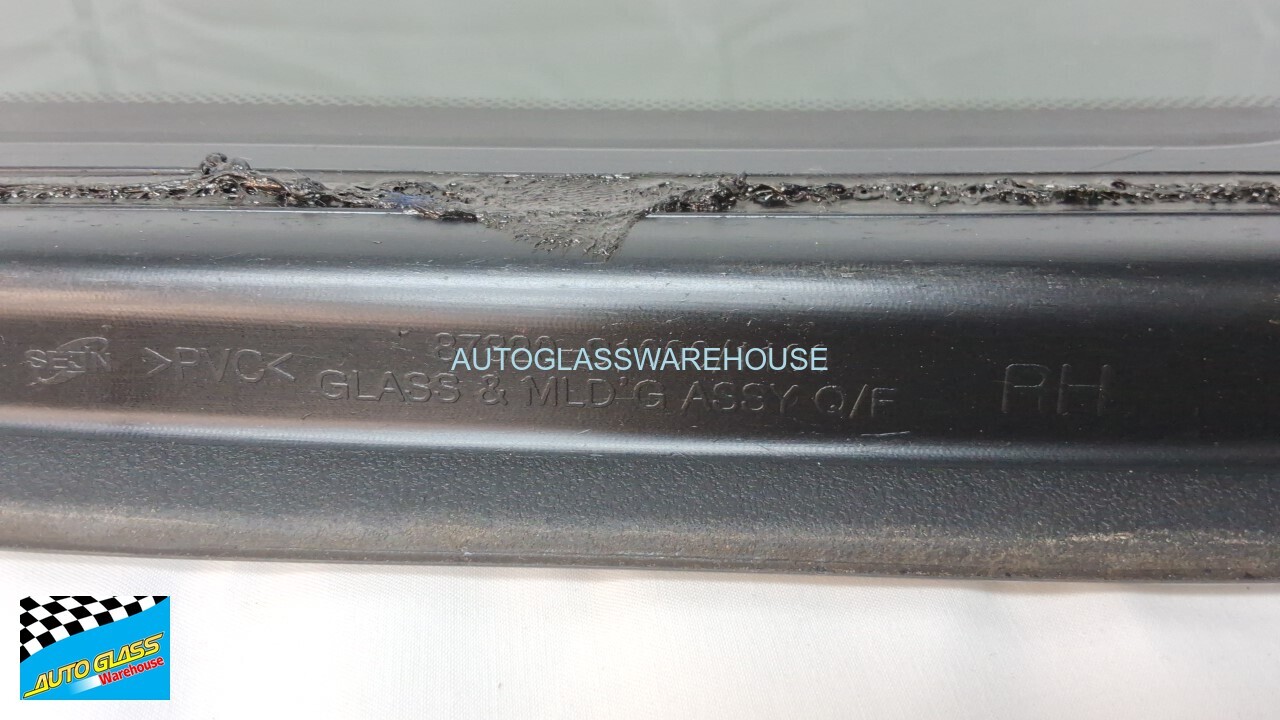 AUTOGLASSWAREHOUSE
>PVC<
GLASS & MLD'G ASSY Q/F
RH
AUTO GLASS
Warehouse